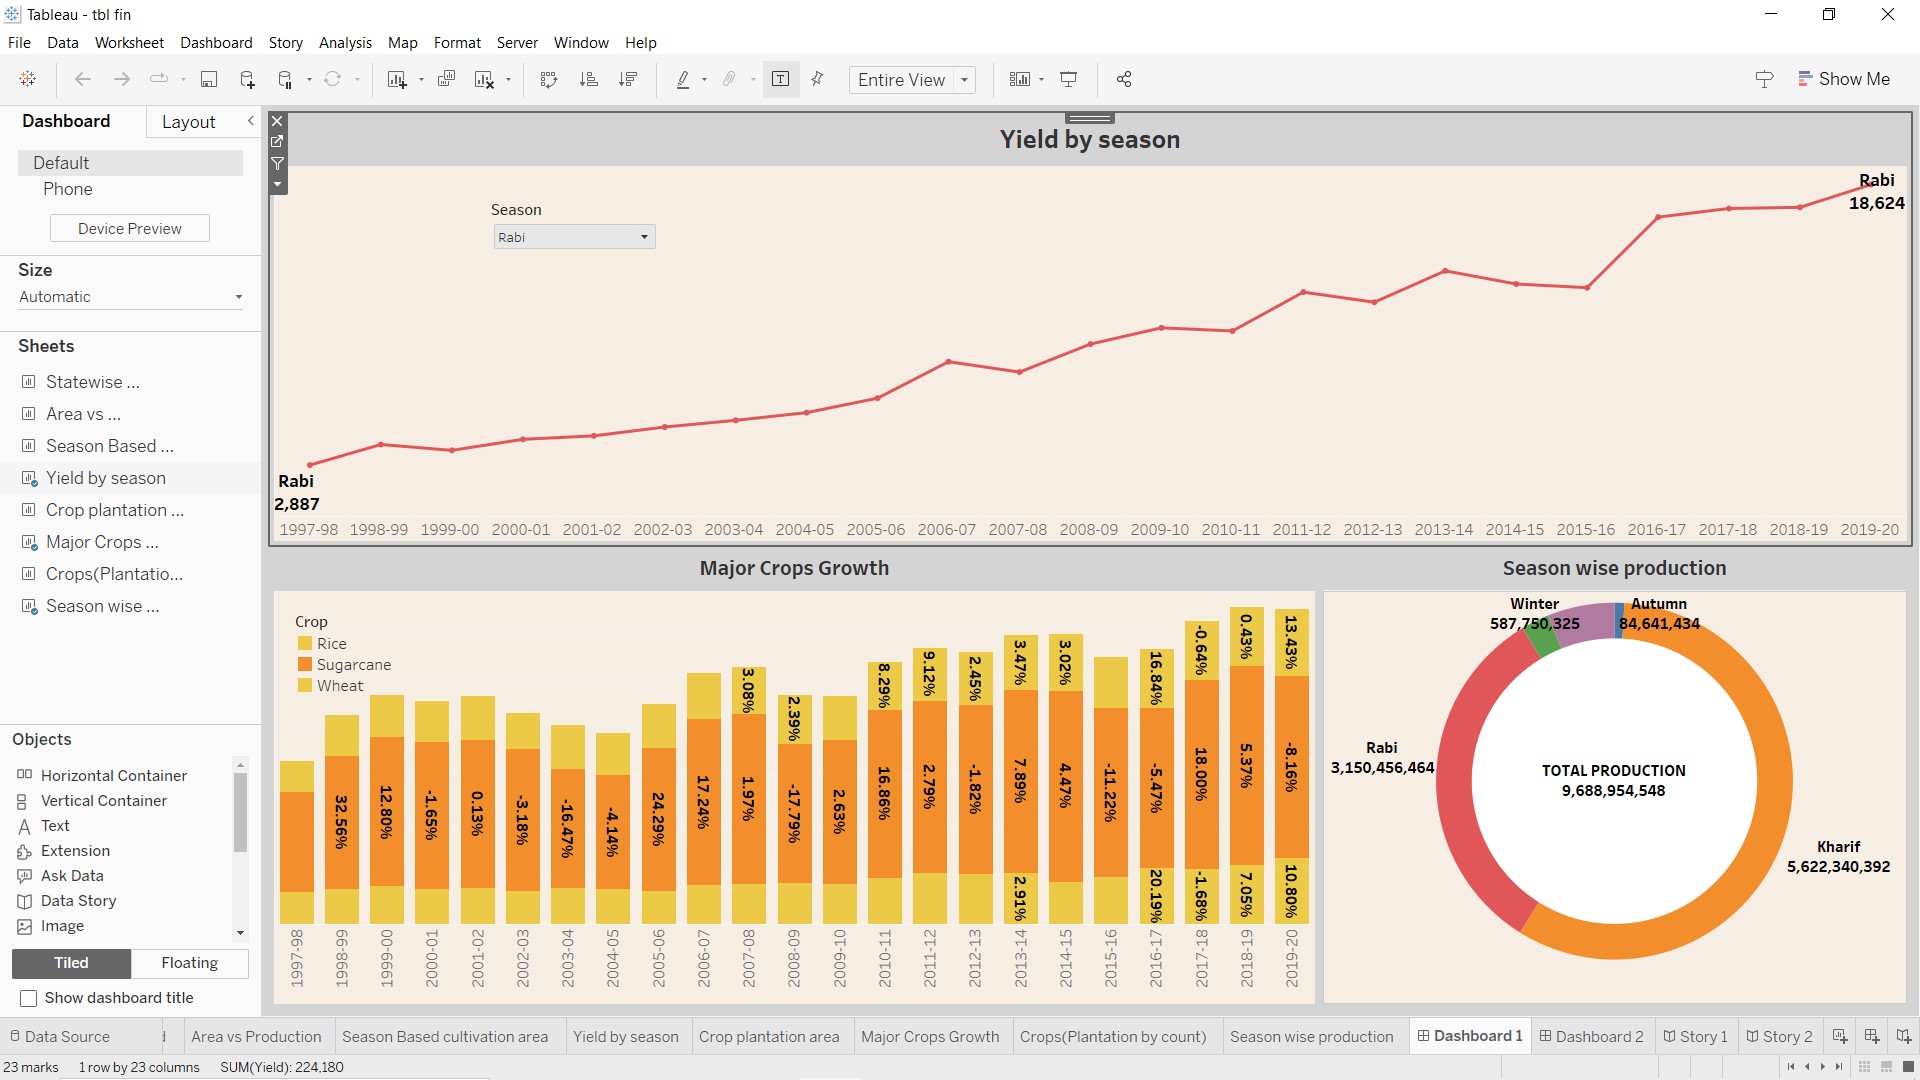 Tableau - tbl fin
File Data Worksheet Dashboard Story Analysis Map Format Server Window Help
Entire View
Show Me
Dashboard Layout
Default
Phone
Device Preview
Size
Automatic
Sheets
Statewise ...
Area vs ...
Season Based ...
Yield by season
Crop plantation ...
Major Crops ...
Crops(Plantatio...
Season wise ...
Objects
Horizontal Container
Vertical Container
Text
Extension
Ask Data
Data Story
Image
Tiled Floating
Show dashboard title
Yield by season
Season
Rabi
Rabi
18,624
Rabi
2,887
1997-98 1998-99 1999-00 2000-01 2001-02 2002-03 2003-04 2004-05 2005-06 2006-07 2007-08 2008-09 2009-10 2010-11 2011-12 2012-13 2013-14 2014-15 2015-16 2016-17 2017-18 2018-19 2019-20
Major Crops Growth
Crop
Rice
Sugarcane
Wheat
3.08% 2.39% 8.29% 9.12% 2.45% 3.47% 3.02% 16.84% -0.64% 0.43% 13.43%
32.56% 12.80% -1.65% 0.13% -3.18% -16.47% -4.14% 24.29% 17.24% 1.97% -17.79% 2.63% 16.86% 2.79% -1.82% 7.89% 4.47% -11.22% -5.47% 18.00% 5.37% -8.16%
2.91% 20.19% -1.68% 7.05% 10.80%
1997-98 1998-99 1999-00 2000-01 2001-02 2002-03 2003-04 2004-05 2005-06 2006-07 2007-08 2008-09 2009-10 2010-11 2011-12 2012-13 2013-14 2014-15 2015-16 2016-17 2017-18 2018-19 2019-20
Season wise production
Winter
587,750,325
Autumn
84,641,434
Rabi
3,150,456,464
TOTAL PRODUCTION
9,688,954,548
Kharif
5,622,340,392
Data Source Area vs Production Season Based cultivation area Yield by season Crop plantation area Major Crops Growth Crops(Plantation by count) Season wise production Dashboard 1 Dashboard 2 Story 1 Story 2
23 marks 1 row by 23 columns SUM(Yield): 224,180